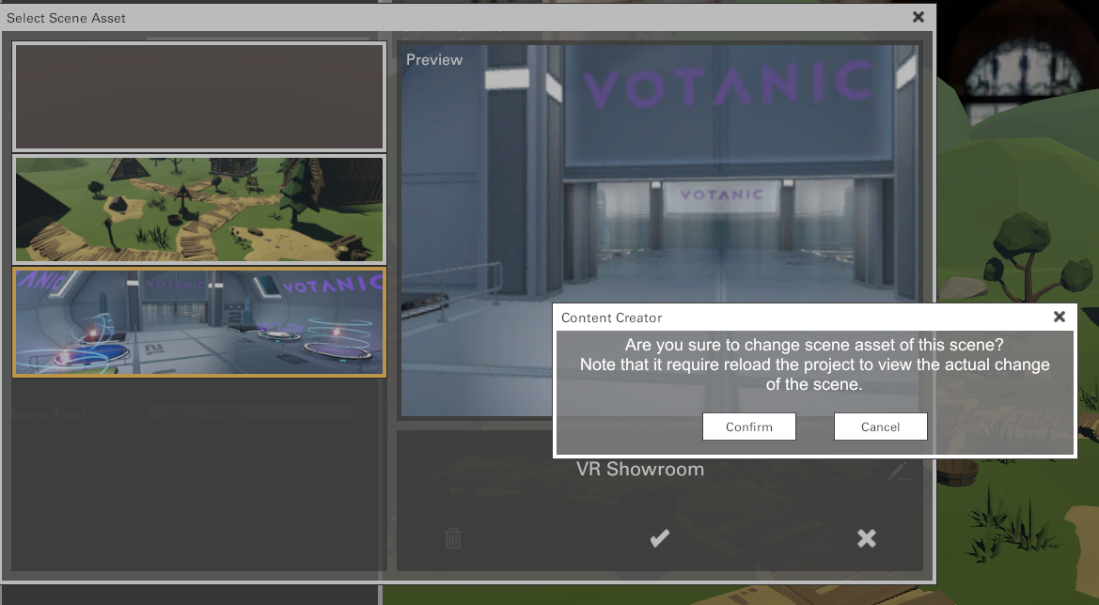 Select Scene Asset
Preview
VOTANIC
VOTANIC
ANIC
VOTANIC
VOTANIC
Content Creator
Are you sure to change scene asset of this scene?
Note that it require reload the project to view the actual change
of the scene.
Confirm
Cancel
Scene Asset
VR Showroom